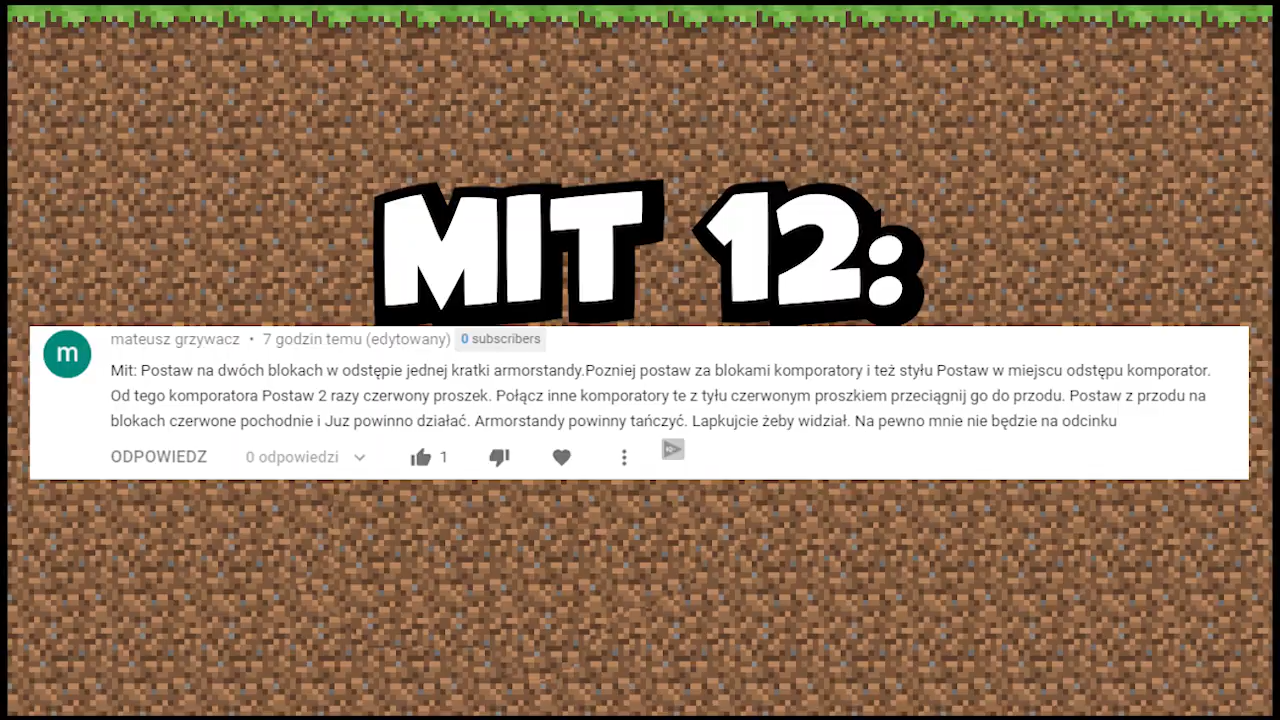 MIT 12:
m
mateusz grzywacz • 7 godzin temu (edytowany) 0 subscribers
Mit: Postaw na dwóch blokach w odstępie jednej kratki armorstandy.Pozniej postaw za blokami komporatory i też styłu Postaw w miejscu odstępu komporator.
Od tego komporatora Postaw 2 razy czerwony proszek. Połącz inne komporatory te z tyłu czerwonym proszkiem przeciągnij go do przodu. Postaw z przodu na
blokach czerwone pochodnie i Juz powinno działać. Armorstandy powinny tańczyć. Lapkujcie żeby widział. Na pewno mnie nie będzie na odcinku
ODPOWIEDZ 0 odpowiedzi 1